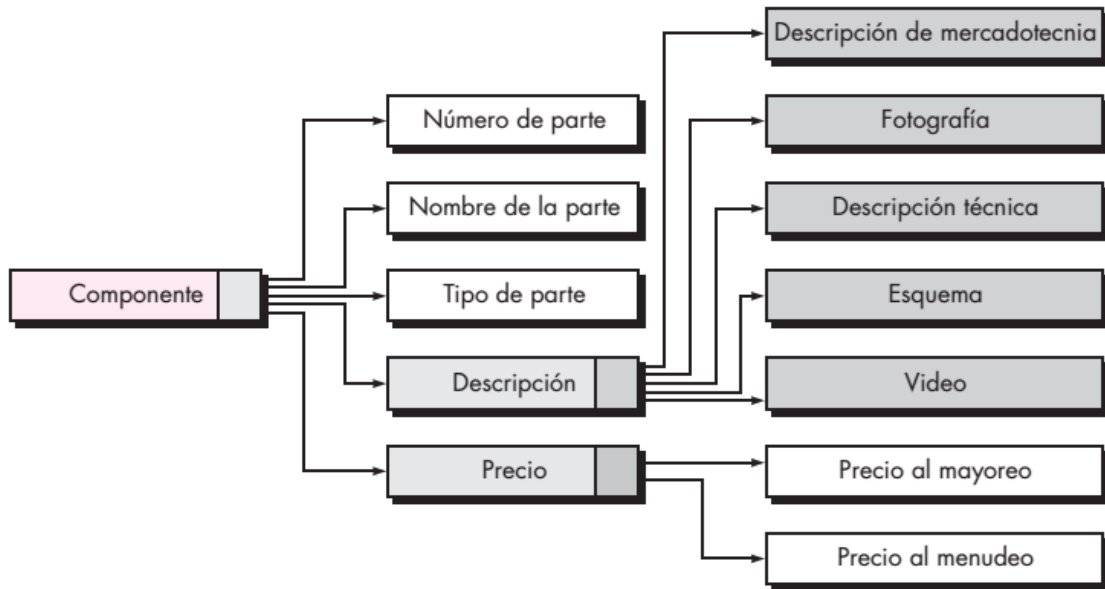 Componente
Número de parte
Nombre de la parte
Tipo de parte
Descripción
Precio
Descripción de mercadotecnia
Fotografía
Descripción técnica
Esquema
Video
Precio al mayoreo
Precio al menudeo